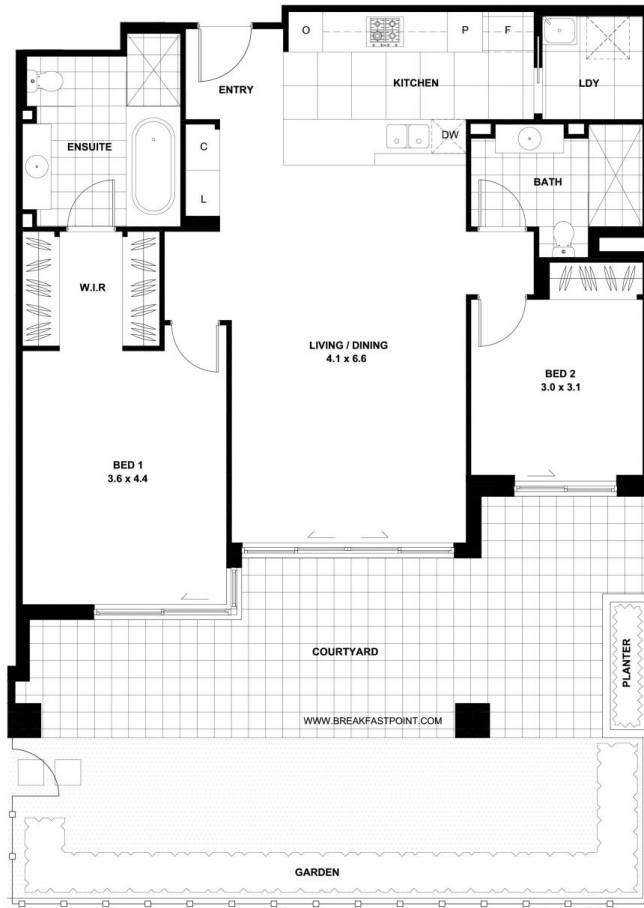 O
P
F
ENTRY
KITCHEN
LDY
ENSUITE
C
DW
L
BATH
W.I.R
LIVING / DINING
4.1 x 6.6
BED 2
3.0 x 3.1
BED 1
3.6 x 4.4
COURTYARD
PLANTER
WWW.BREAKFASTPOINT.COM
GARDEN